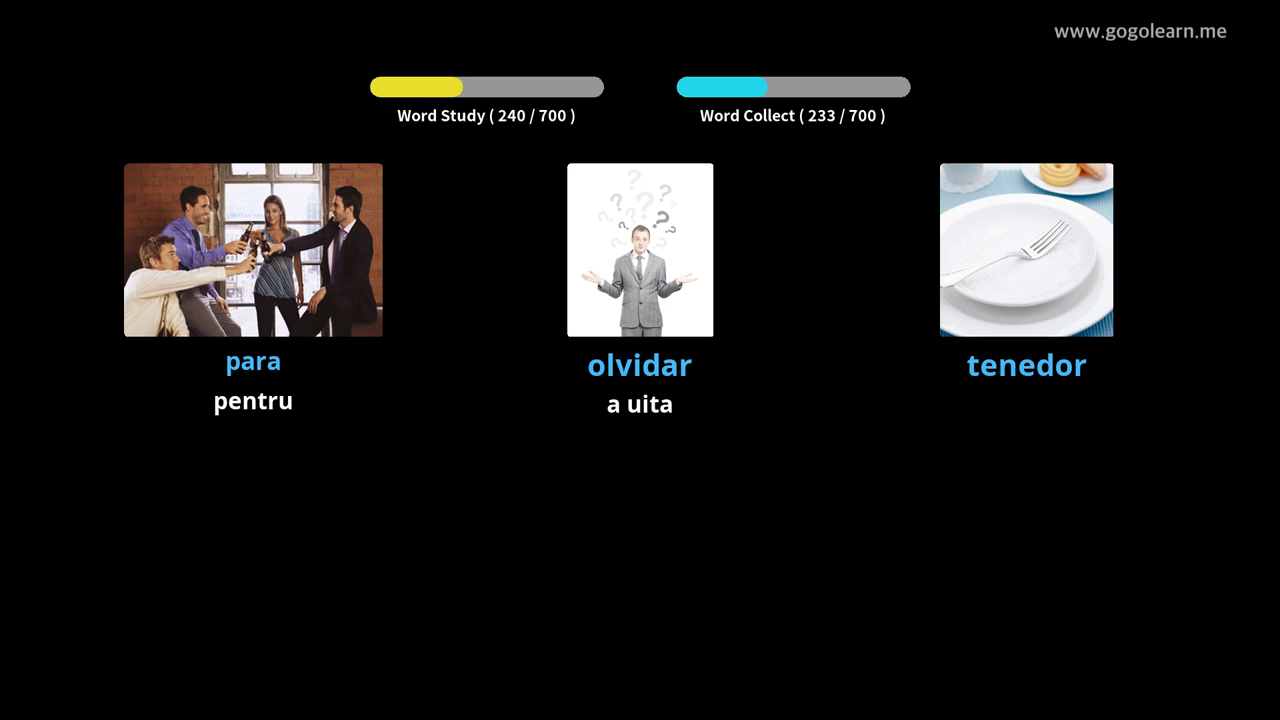 www.gogolearn.me
Word Study ( 240 / 700 )
Word Collect ( 233 / 700 )
para
pentru
olvidar
a uita
tenedor